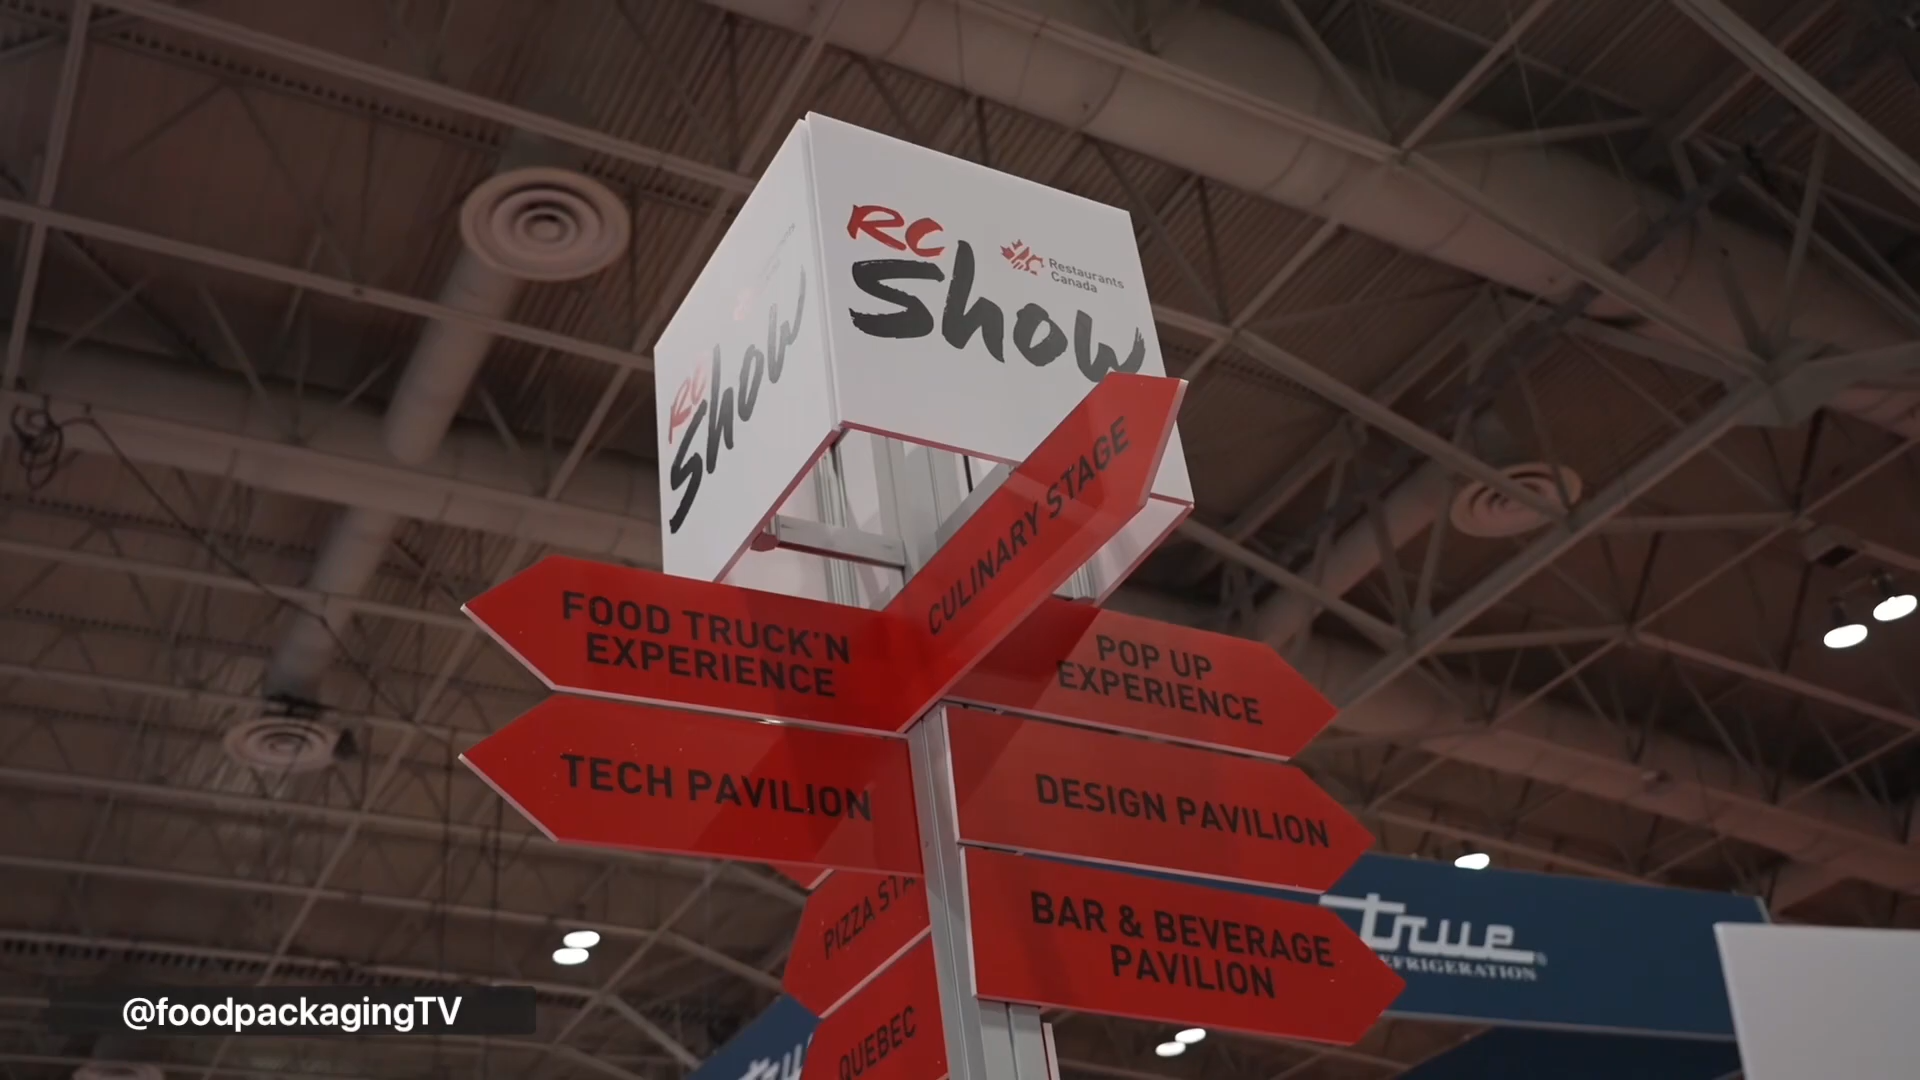 RC
Show
Restaurants
Canada
RC
Show
CULINARY STAGE
FOOD TRUCK'N
EXPERIENCE
POP UP
EXPERIENCE
TECH PAVILION
DESIGN PAVILION
PIZZA
BAR & BEVERAGE
PAVILION
QUEBEC
true
@foodpackagingTV